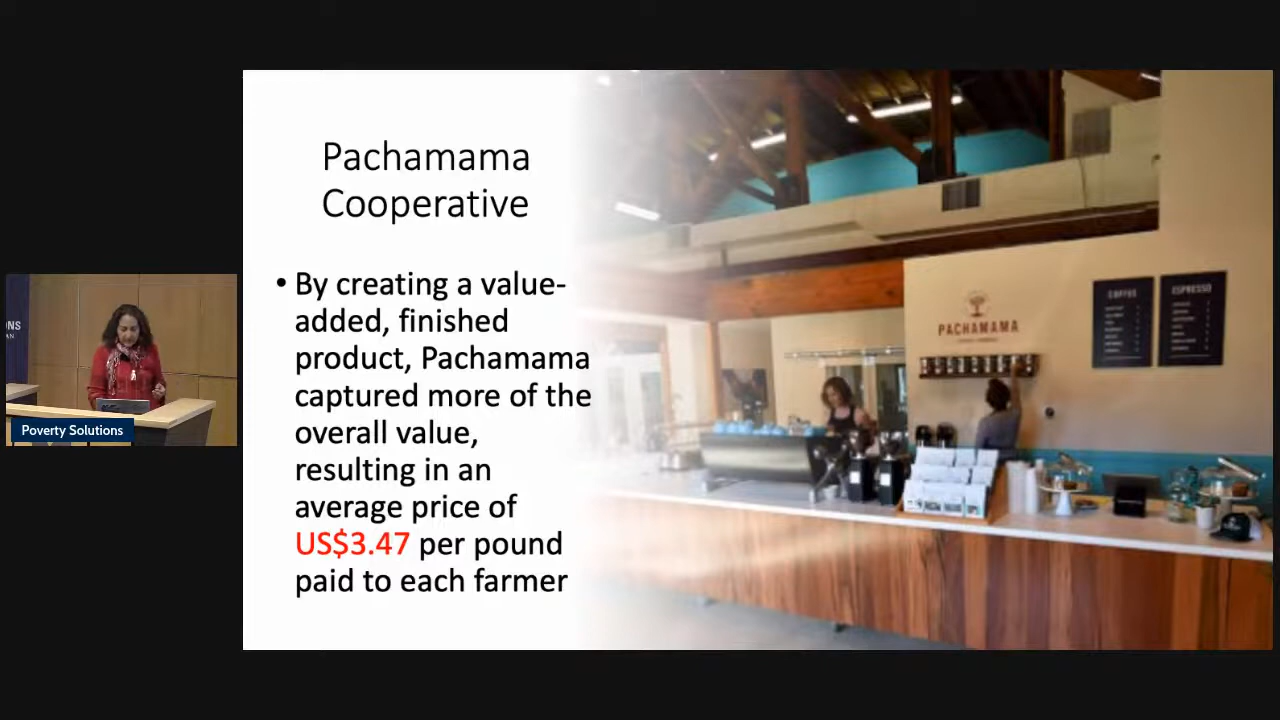 Pachamama
Cooperative
• By creating a value-
added, finished
product, Pachamama
captured more of the
overall value,
resulting in an
average price of
US$3.47 per pound
paid to each farmer
PACHAMAMA
COFFEE
ESPRESSO
Poverty Solutions